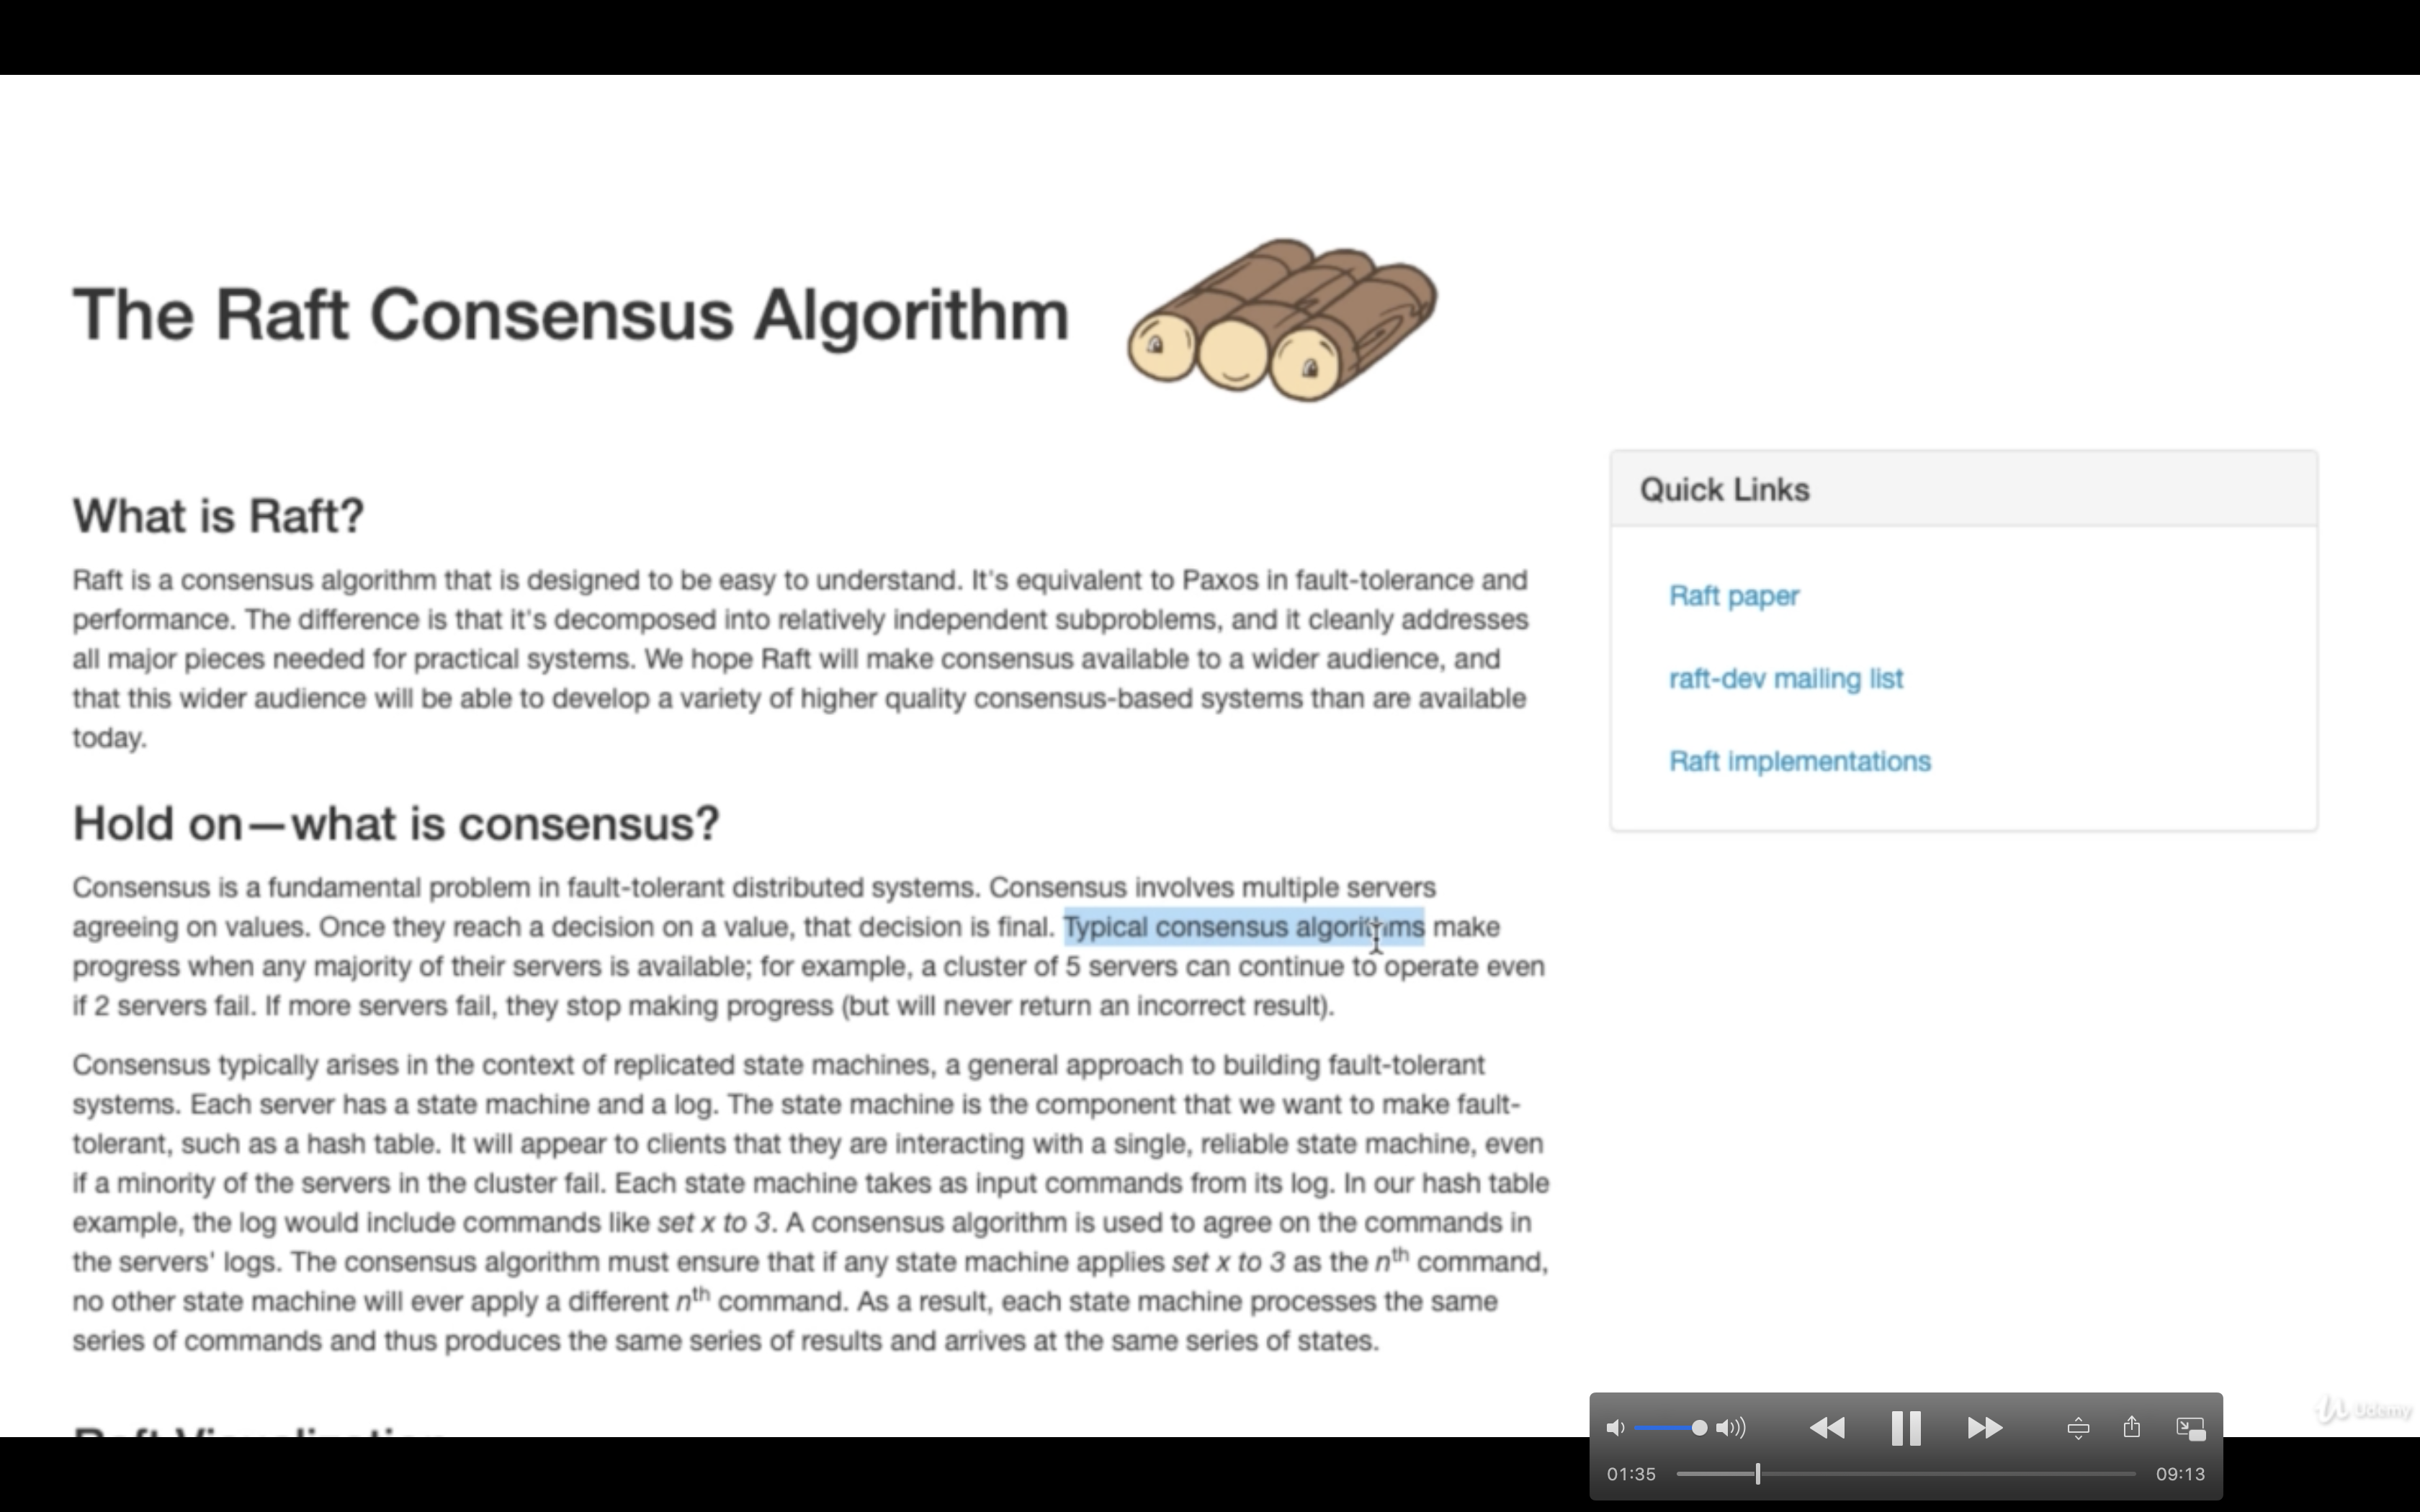 The Raft Consensus Algorithm
What is Raft?
Raft is a consensus algorithm that is designed to be easy to understand. It's equivalent to Paxos in fault-tolerance and
performance. The difference is that it's decomposed into relatively independent subproblems, and it cleanly addresses
all major pieces needed for practical systems. We hope Raft will make consensus available to a wider audience, and
that this wider audience will be able to develop a variety of higher quality consensus-based systems than are available
today.
Hold on—what is consensus?
Consensus is a fundamental problem in fault-tolerant distributed systems. Consensus involves multiple servers
agreeing on values. Once they reach a decision on a value, that decision is final. Typical consensus algorithms make
progress when any majority of their servers is available; for example, a cluster of 5 servers can continue to operate even
if 2 servers fail. If more servers fail, they stop making progress (but will never return an incorrect result).
Consensus typically arises in the context of replicated state machines, a general approach to building fault-tolerant
systems. Each server has a state machine and a log. The state machine is the component that we want to make fault-
tolerant, such as a hash table. It will appear to clients that they are interacting with a single, reliable state machine, even
if a minority of the servers in the cluster fail. Each state machine takes as input commands from its log. In our hash table
example, the log would include commands like set x to 3. A consensus algorithm is used to agree on the commands in
the servers' logs. The consensus algorithm must ensure that if any state machine applies set x to 3 as the nth command,
no other state machine will ever apply a different nth command. As a result, each state machine processes the same
series of commands and thus produces the same series of results and arrives at the same series of states.
Raft Visualization
Quick Links
Raft paper
raft-dev mailing list
Raft implementations
Udemy
01:35
09:13